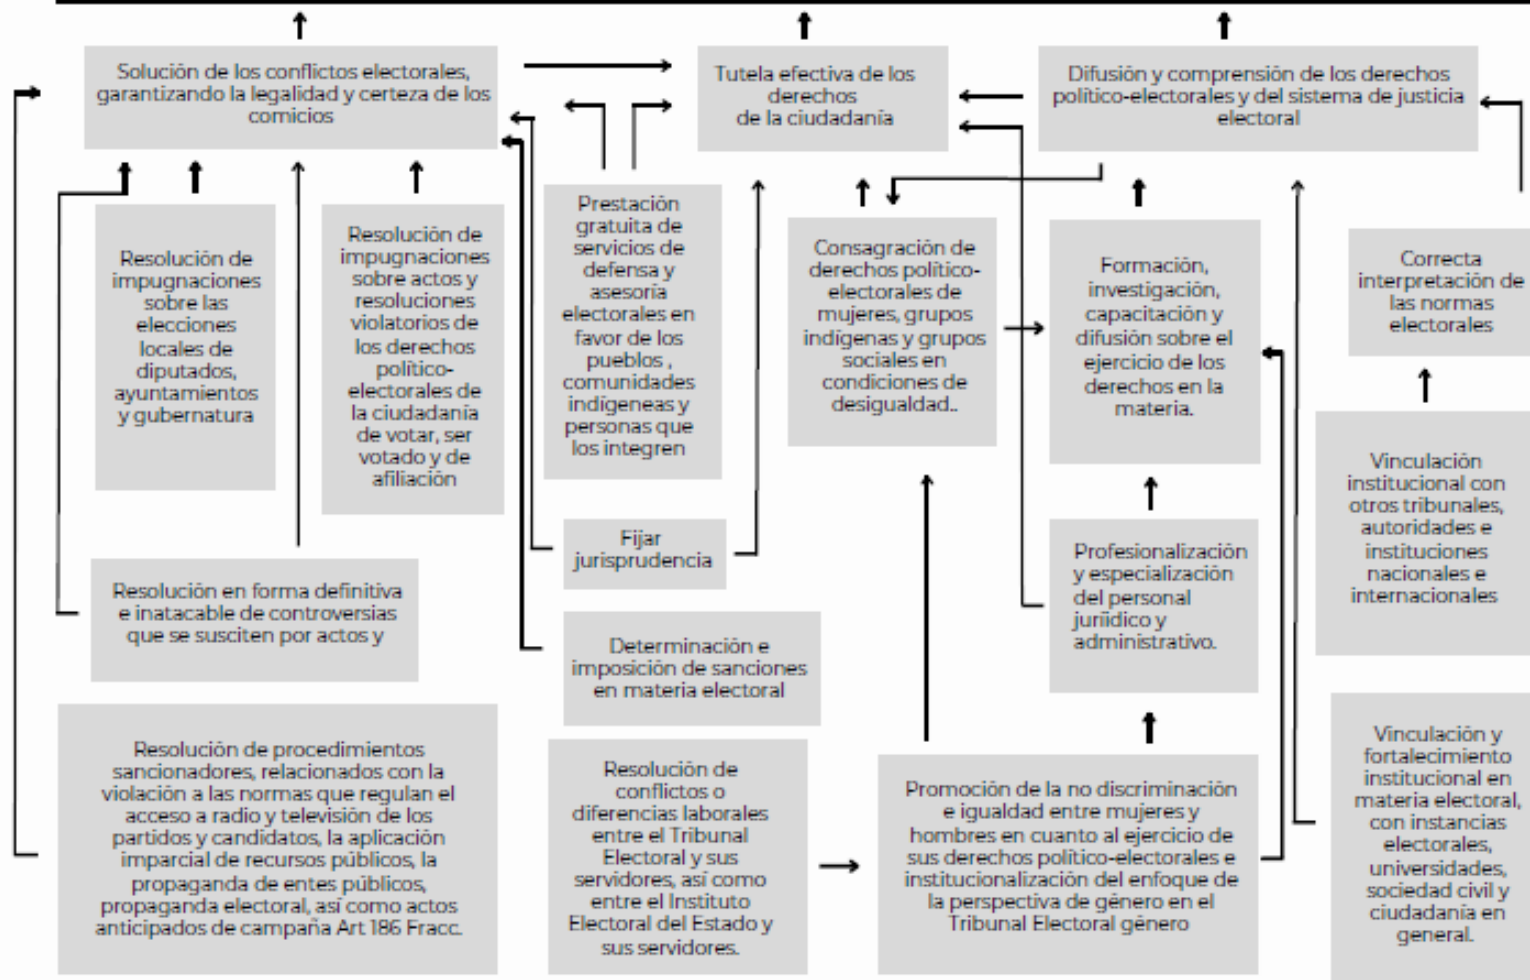 Solución de los conflictos electorales,
garantizando la legalidad y certeza de los
comicios
Tutela efectiva de los
derechos
de la ciudadanía
Difusión y comprensión de los derechos
político-electorales y del sistema de justicia
electoral
Resolución de
impugnaciones
sobre las
elecciones
locales de
diputados,
ayuntamientos
y gubernatura
Resolución de
impugnaciones
sobre actos y
resoluciones
violatorios de
los derechos
político-
electorales de
la ciudadanía
de votar, ser
votado y de
afiliación
Prestación
gratuita de
servicios de
defensa y
asesoría
electorales en
favor de los
pueblos ,
comunidades
indígeneas y
personas que
los integren
Consagración de
derechos político-
electorales de
mujeres, grupos
indígenas y grupos
sociales en
condiciones de
desigualdad..
Formación,
investigación,
capacitación y
difusión sobre el
ejercicio de los
derechos en la
materia.
Correcta
interpretación de
las normas
electorales
Vinculación
institucional con
otros tribunales,
autoridades e
instituciones
nacionales e
internacionales
Fijar
jurisprudencia
Profesionalización
y especialización
del personal
juriídico y
administrativo.
Resolución en forma definitiva
e inatacable de controversias
que se susciten por actos y
Determinación e
imposición de sanciones
en materia electoral
Resolución de procedimientos
sancionadores, relacionados con la
violación a las normas que regulan el
acceso a radio y televisión de los
partidos y candidatos, la aplicación
imparcial de recursos públicos, la
propaganda de entes públicos,
propaganda electoral, así como actos
anticipados de campaña Art 186 Fracc.
Resolución de
conflictos o
diferencias laborales
entre el Tribunal
Electoral y sus
servidores, así como
entre el Instituto
Electoral del Estado y
sus servidores.
Promoción de la no discriminación
e igualdad entre mujeres y
hombres en cuanto al ejercicio de
sus derechos político-electorales e
institucionalización del enfoque de
la perspectiva de género en el
Tribunal Electoral género
Vinculación y
fortalecimiento
institucional en
materia electoral,
con instancias
electorales,
universidades,
sociedad civil y
ciudadanía en
general.